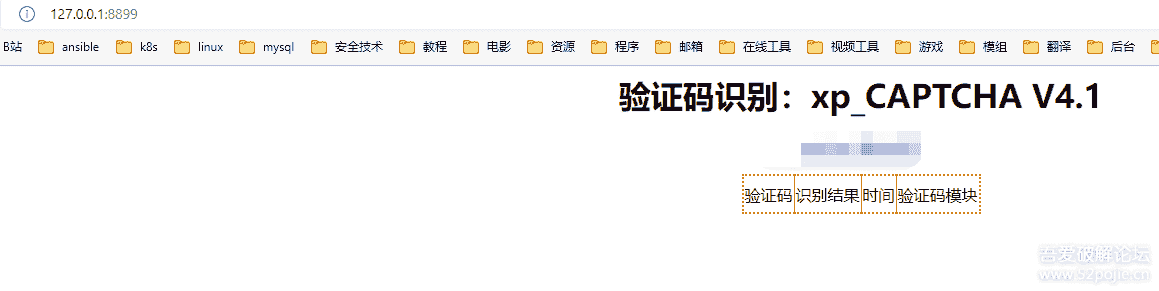 127.0.0.1:8899
B站 ansible k8s linux mysql 安全技术 教程 电影 资源 程序 邮箱 在线工具 视频工具 游戏 模组 翻译 后台
验证码识别：xp_CAPTCHA V4.1
验证码 识别结果 时间 验证码模块
吾爱破解论坛
www.52pojie.cn